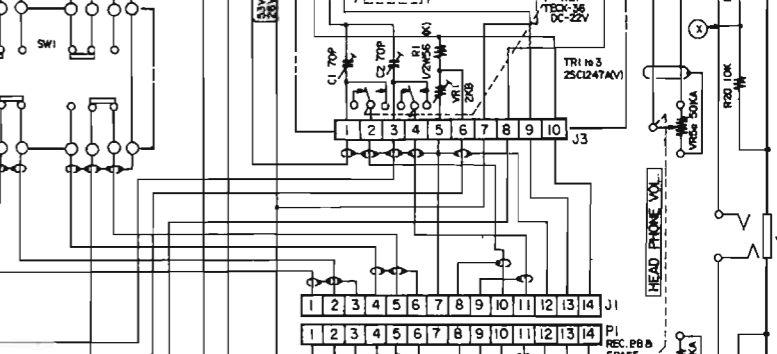 TECK-36
DC-22V
SW1
C1 70P
C2 70P
R1
1/2W56 (K)
VR1
2KB
TR1 to 3
2SC1247A(V)
X
R20 10K
VR5a 50KA
1 2 3 4 5 6 7 8 9 10
J3
HEAD PHONE VOL.
1 2 3 4 5 6 7 8 9 10 11 12 13 14
J1
1 2 3 4 5 6 7 8 9 10 11 12 13 14
P1
REC.PB &